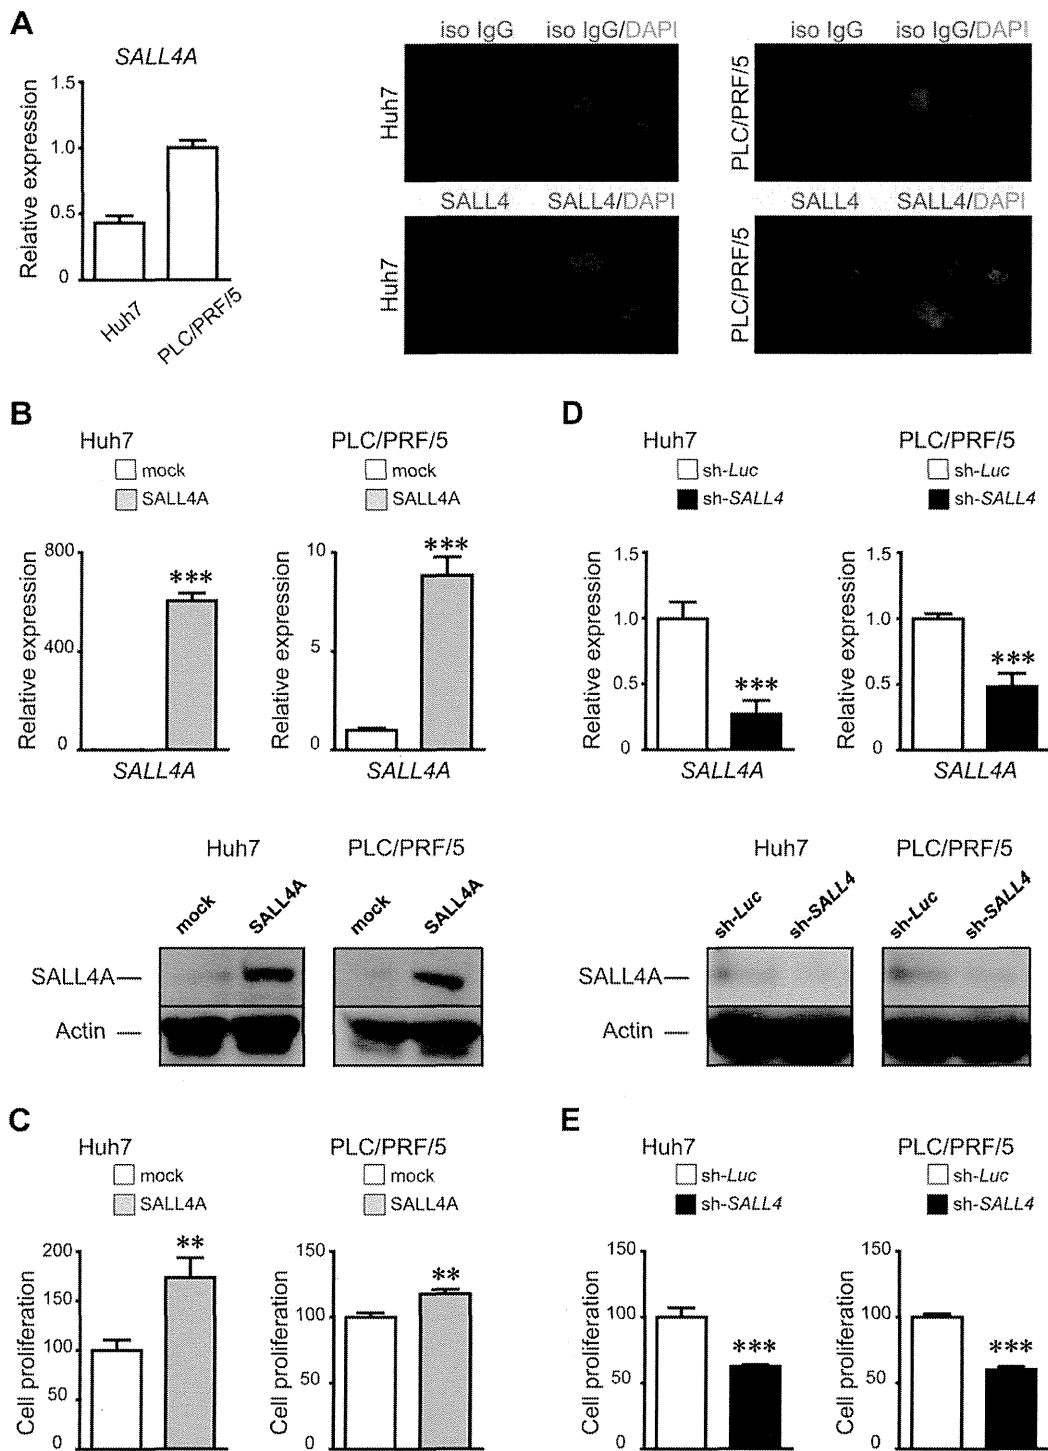 A
SALL4A
Relative expression
1.5
1.0
0.5
0
Huh7
PLC/PRF/5
iso IgG
iso IgG/DAPI
Huh7
SALL4
SALL4/DAPI
Huh7
iso IgG
iso IgG/DAPI
PLC/PRF/5
SALL4
SALL4/DAPI
PLC/PRF/5
B
Huh7
mock
SALL4A
Relative expression
800
400
0
***
SALL4A
PLC/PRF/5
mock
SALL4A
Relative expression
10
5
0
***
SALL4A
Huh7
PLC/PRF/5
mock
SALL4A
mock
SALL4A
SALL4A
Actin
D
Huh7
sh-Luc
sh-SALL4
Relative expression
1.5
1.0
0.5
0
***
SALL4A
PLC/PRF/5
sh-Luc
sh-SALL4
Relative expression
1.5
1.0
0.5
0
***
SALL4A
Huh7
PLC/PRF/5
sh-Luc
sh-SALL4
sh-Luc
sh-SALL4
SALL4A
Actin
C
Huh7
mock
SALL4A
Cell proliferation
200
150
100
50
0
**
PLC/PRF/5
mock
SALL4A
Cell proliferation
150
100
50
0
**
E
Huh7
sh-Luc
sh-SALL4
Cell proliferation
150
100
50
0
***
PLC/PRF/5
sh-Luc
sh-SALL4
Cell proliferation
150
100
50
0
***